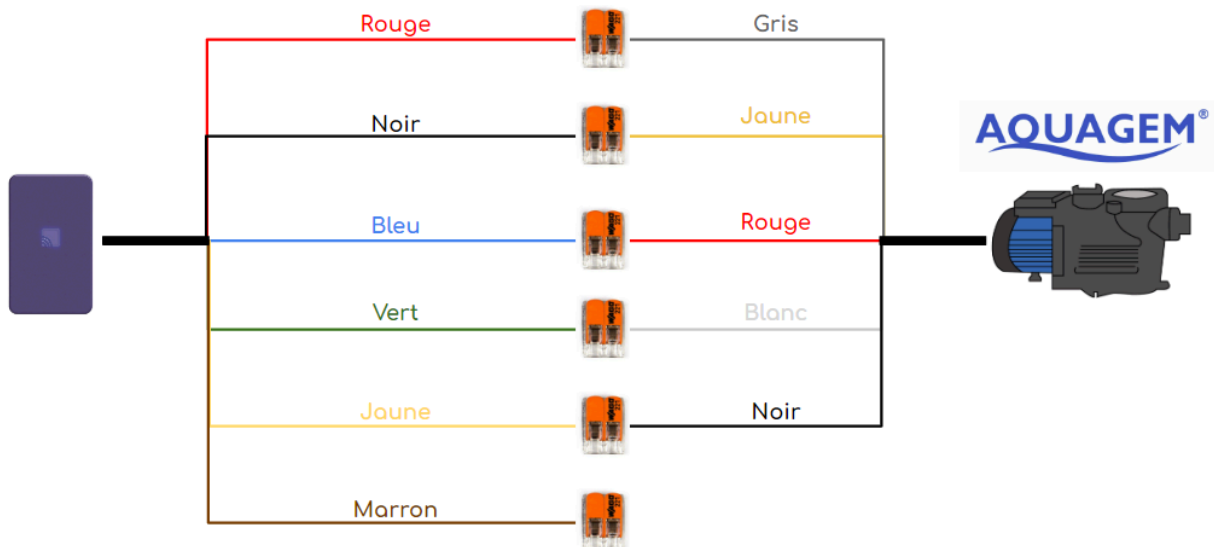 Rouge
Gris
Noir
Jaune
AQUAGEM®
Bleu
Rouge
Vert
Blanc
Jaune
Noir
Marron